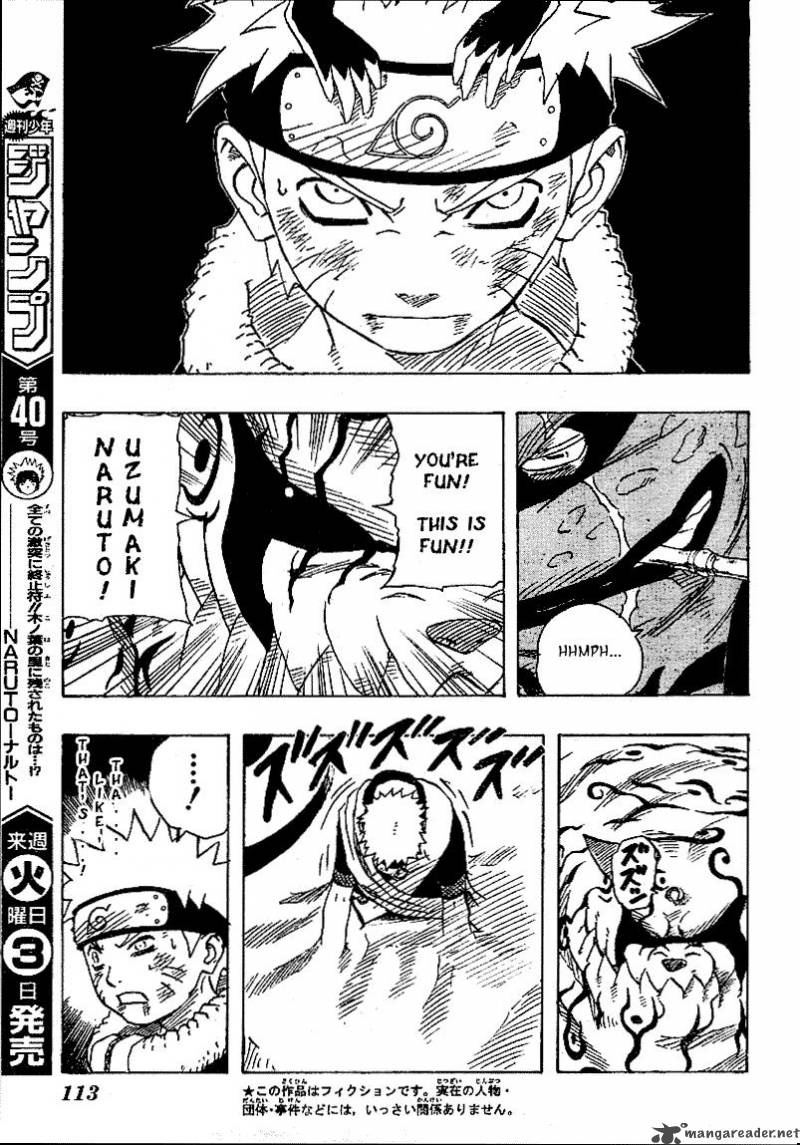 HHMPH...
YOU'RE
FUN!
THIS IS
FUN!!
UZUMAKI
NARUTO!
ズズン
ズズズズ
....!
THAT'S..
LIKE..
THA..
週刊少年
ジャンプ
第
40
号
全ての激突に終止符!!木ノ葉の里に残されたものは…!?
NARUTO―ナルト―
来週
火
曜日
3
日
発売
113
★この作品はフィクションです。実在の人物・
団体・事件などには、いっさい関係ありません。
mangareader.net